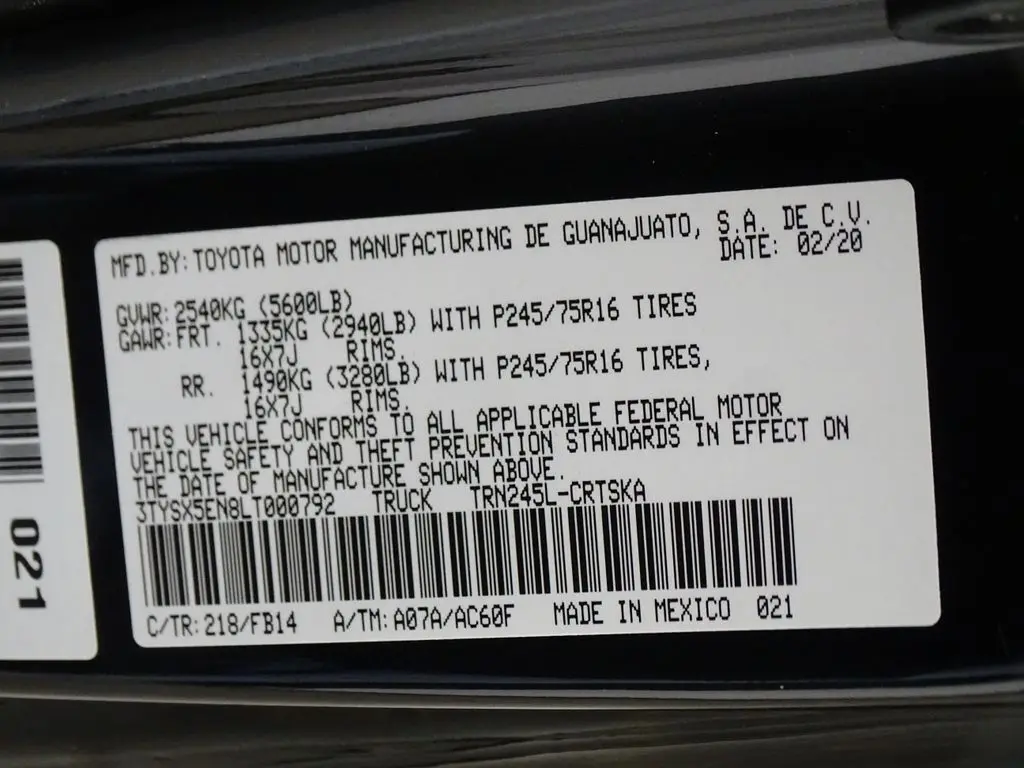 MFD.BY: TOYOTA MOTOR MANUFACTURING DE GUANAJUATO, S.A. DE C.V.
DATE: 02/20
GVWR: 2540KG (5600LB)
GAWR: FRT. 1335KG (2940LB) WITH P245/75R16 TIRES
16X7J RIMS.
RR. 1490KG (3280LB) WITH P245/75R16 TIRES,
16X7J RIMS.
THIS VEHICLE CONFORMS TO ALL APPLICABLE FEDERAL MOTOR
VEHICLE SAFETY AND THEFT PREVENTION STANDARDS IN EFFECT ON
THE DATE OF MANUFACTURE SHOWN ABOVE.
3TYSX5EN8LT000792 TRUCK TRN245L-CRTSKA
C/TR: 218/FB14 A/TM: A07A/AC60F MADE IN MEXICO 021
021